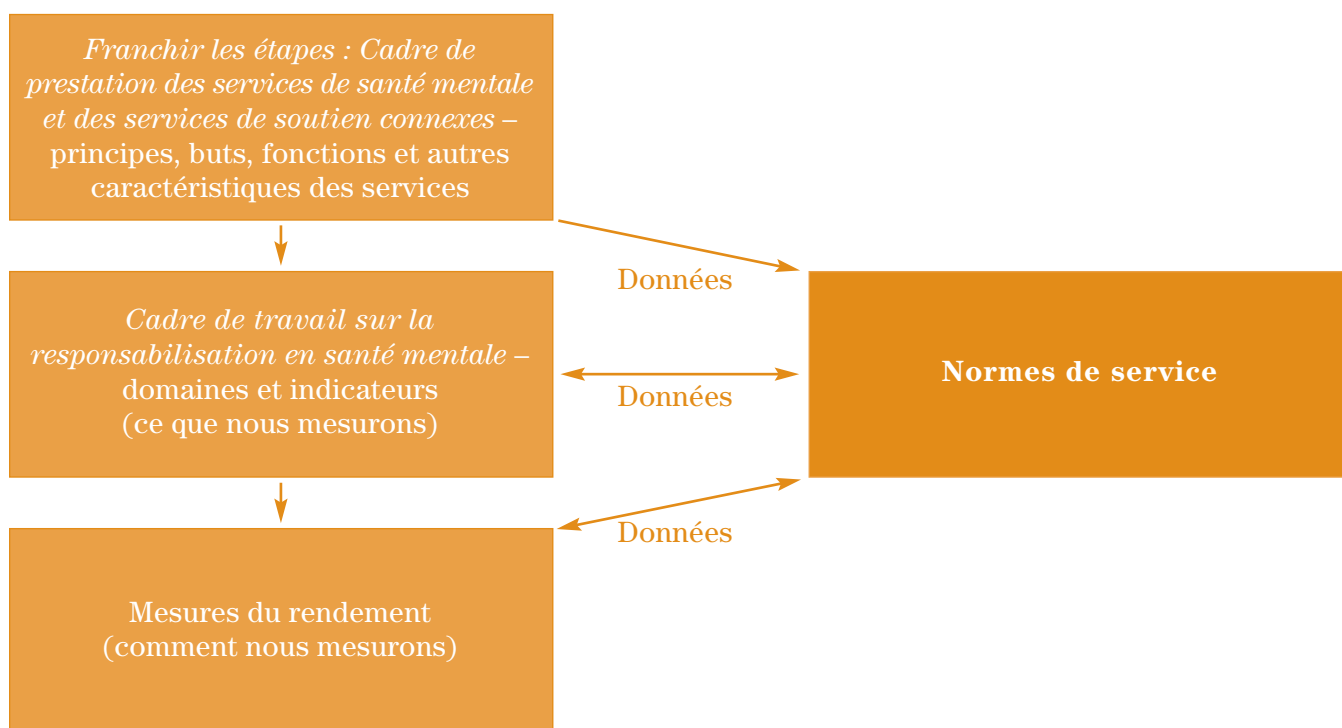 Franchir les étapes : Cadre de
prestation des services de santé mentale
et des services de soutien connexes –
principes, buts, fonctions et autres
caractéristiques des services
Données
Cadre de travail sur la
responsabilisation en santé mentale –
domaines et indicateurs
(ce que nous mesurons)
Données
Normes de service
Données
Mesures du rendement
(comment nous mesurons)